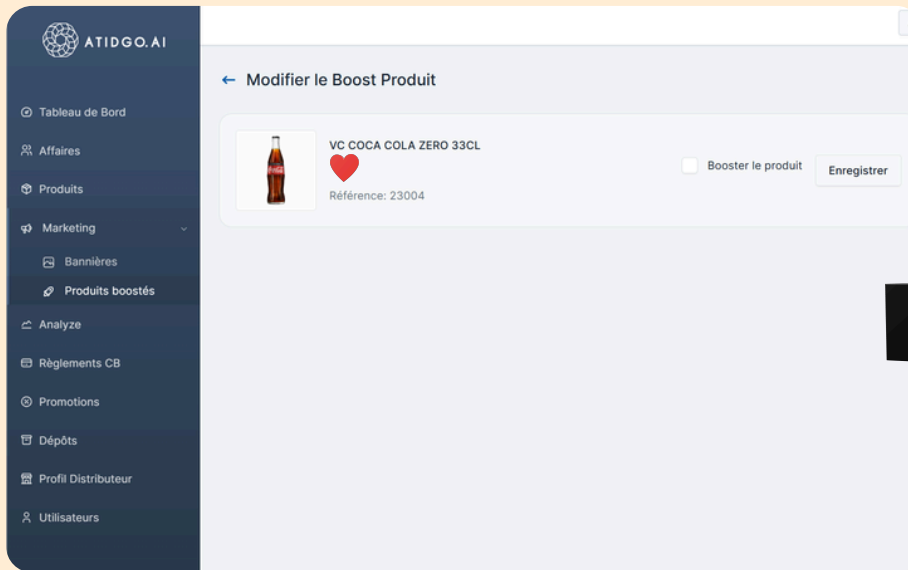 ATIDGO.AI
Tableau de Bord
Affaires
Produits
Marketing
Bannières
Produits boostés
Analyze
Règlements CB
Promotions
Dépôts
Profil Distributeur
Utilisateurs
← Modifier le Boost Produit
VC COCA COLA ZERO 33CL
Référence: 23004
Booster le produit
Enregistrer